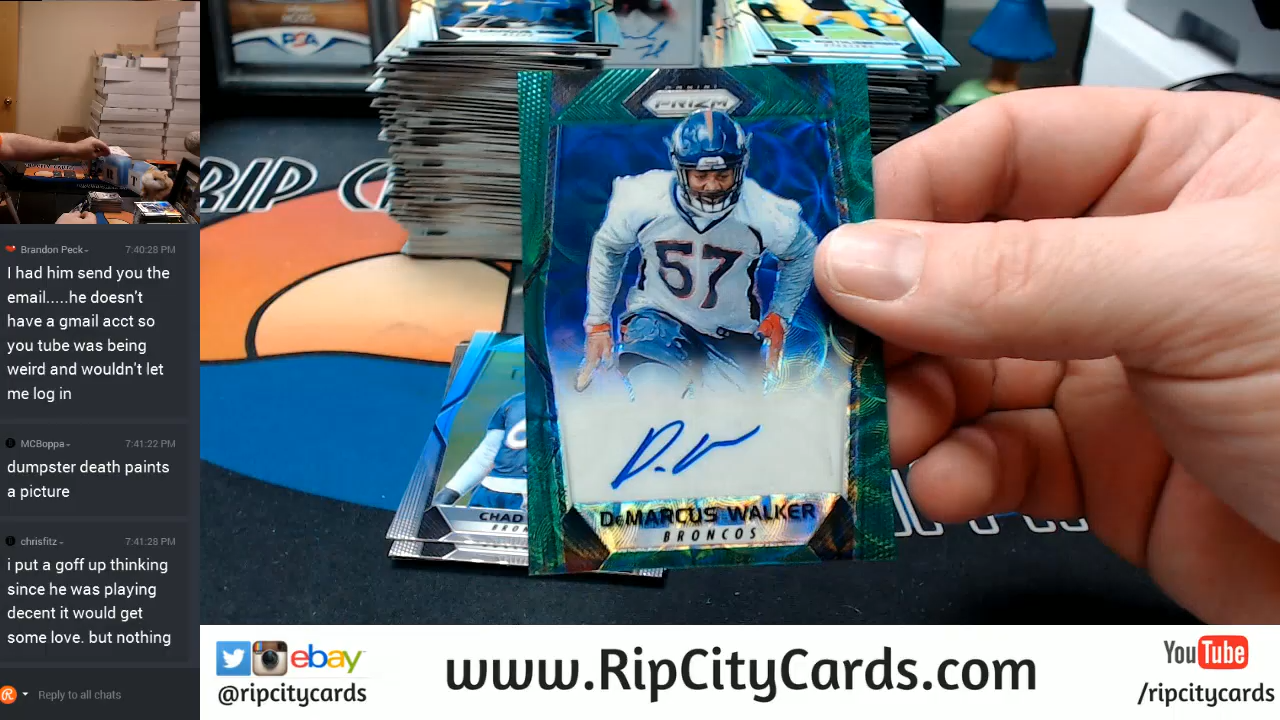 PSA
RIP C
Brandon Peck
7:40:28 PM
I had him send you the
email.....he doesn't
have a gmail acct so
you tube was being
weird and wouldn't let
me log in
MCBoppa
7:41:22 PM
dumpster death paints
a picture
chrisfitz
7:41:28 PM
i put a goff up thinking
since he was playing
decent it would get
some love. but nothing
Reply to all chats
PANINI
PRIZM
57
DeMARCUS WALKER
BRONCOS
CHAD
BRON
ebay
@ripcitycards
www.RipCityCards.com
YouTube
/ripcitycards